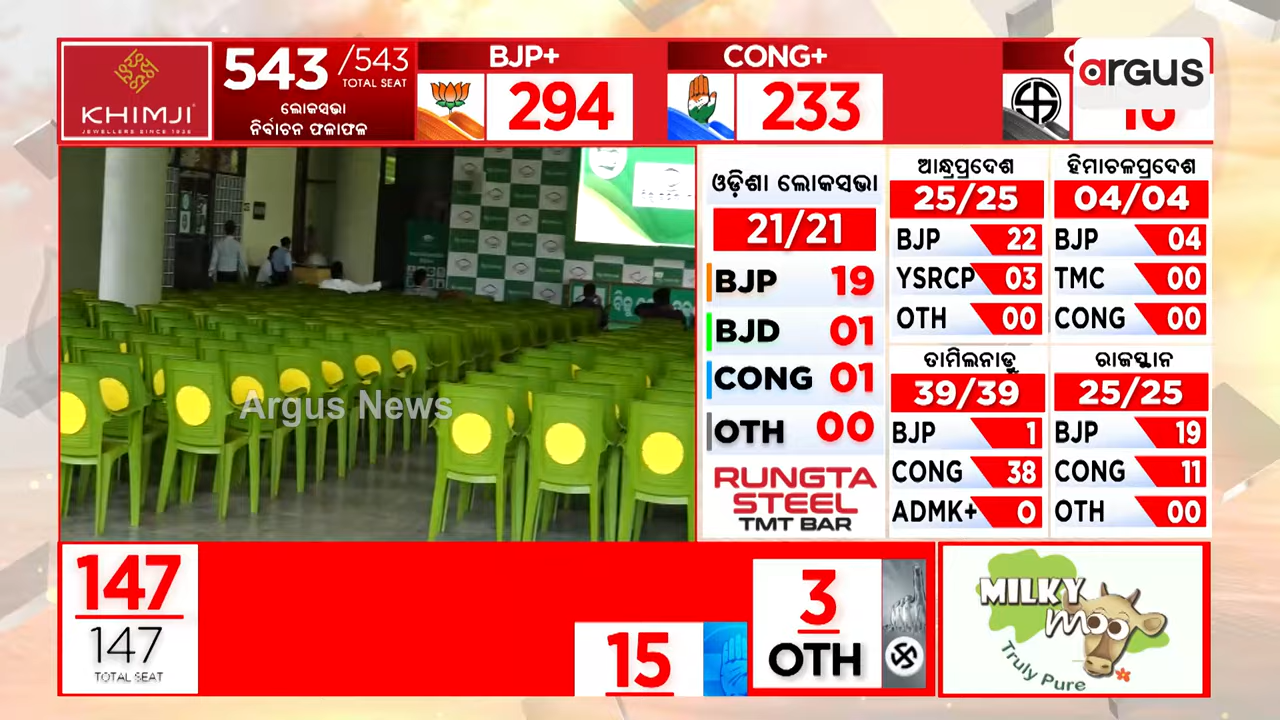 KHIMJI
JEWELLERS SINCE 1936
543 /543
TOTAL SEAT
ଲୋକସଭା
ନିର୍ବାଚନ ଫଳାଫଳ
BJP+
294
CONG+
233
argus
ଓଡ଼ିଶା ଲୋକସଭା
21/21
BJP 19
BJD 01
CONG 01
OTH 00
RUNGTA
STEEL
TMT BAR
ଆନ୍ଧ୍ରପ୍ରଦେଶ
25/25
BJP 22
YSRCP 03
OTH 00
ହିମାଚଳପ୍ରଦେଶ
04/04
BJP 04
TMC 00
CONG 00
ତାମିଲନାଡୁ
39/39
BJP 1
CONG 38
ADMK+ 0
ରାଜସ୍ଥାନ
25/25
BJP 19
CONG 11
OTH 00
Argus News
147
147
TOTAL SEAT
15
3
OTH
MILKY
moo
Truly Pure